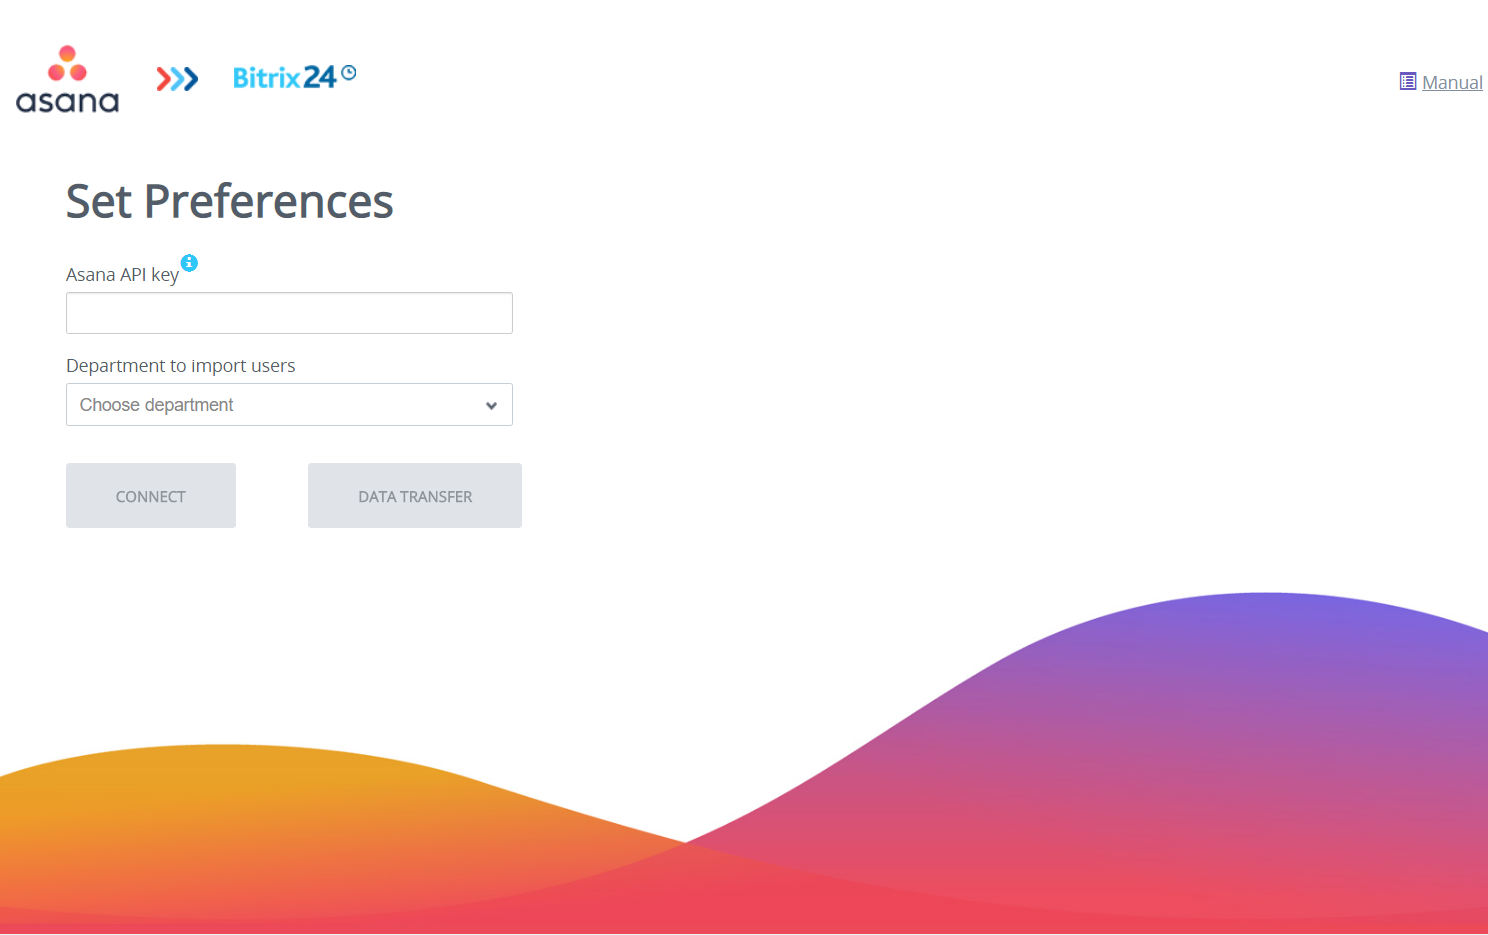 asana
Bitrix24
Manual
Set Preferences
Asana API key
Department to import users
Choose department
CONNECT
DATA TRANSFER